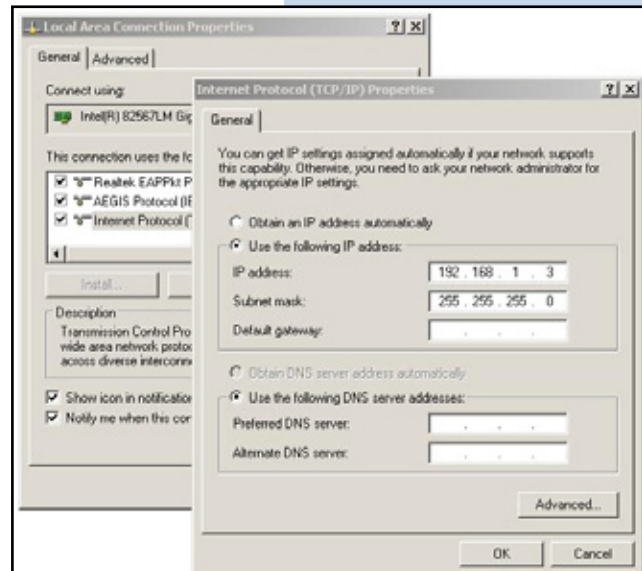 Local Area Connection Properties
General
Advanced
Connect using:
Intel(R) 82567LM Gig
This connection uses the fo
Realtek EAPPkt P
AEGIS Protocol (IE
Internet Protocol (T
Install...
Description
Transmission Control Pro
wide area network protoc
across diverse interconne
Show icon in notification
Notify me when this con
Internet Protocol (TCP/IP) Properties
General
You can get IP settings assigned automatically if your network supports
this capability. Otherwise, you need to ask your network administrator for
the appropriate IP settings.
Obtain an IP address automatically
Use the following IP address:
IP address: 192 . 168 . 1 . 3
Subnet mask: 255 . 255 . 255 . 0
Default gateway: . . .
Obtain DNS server address automatically
Use the following DNS server addresses:
Preferred DNS server: . . .
Alternate DNS server: . . .
Advanced...
OK Cancel